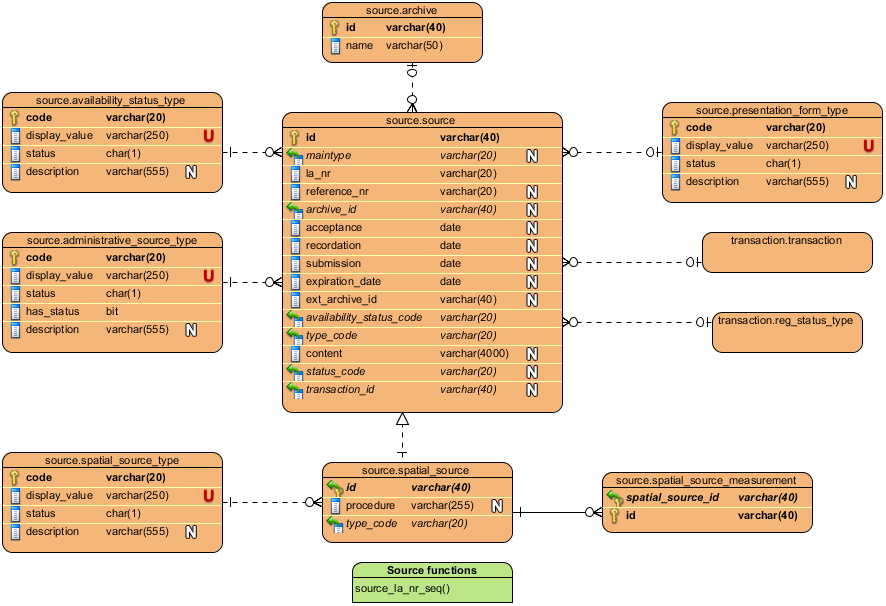 source.archive
id varchar(40)
name varchar(50)
source.availability_status_type
code varchar(20)
display_value varchar(250) U
status char(1)
description varchar(555) N
source.source
id varchar(40)
maintype varchar(20) N
la_nr varchar(20)
reference_nr varchar(20) N
archive_id varchar(40) N
acceptance date N
recordation date N
submission date N
expiration_date date N
ext_archive_id varchar(40) N
availability_status_code varchar(20)
type_code varchar(20)
content varchar(4000) N
status_code varchar(20) N
transaction_id varchar(40) N
source.presentation_form_type
code varchar(20)
display_value varchar(250) U
status char(1)
description varchar(555) N
source.administrative_source_type
code varchar(20)
display_value varchar(250) U
status char(1)
has_status bit
description varchar(555) N
transaction.transaction
transaction.reg_status_type
source.spatial_source_type
code varchar(20)
display_value varchar(250) U
status char(1)
description varchar(555) N
source.spatial_source
id varchar(40)
procedure varchar(255) N
type_code varchar(20)
source.spatial_source_measurement
spatial_source_id varchar(40)
id varchar(40)
Source functions
source_la_nr_seq()